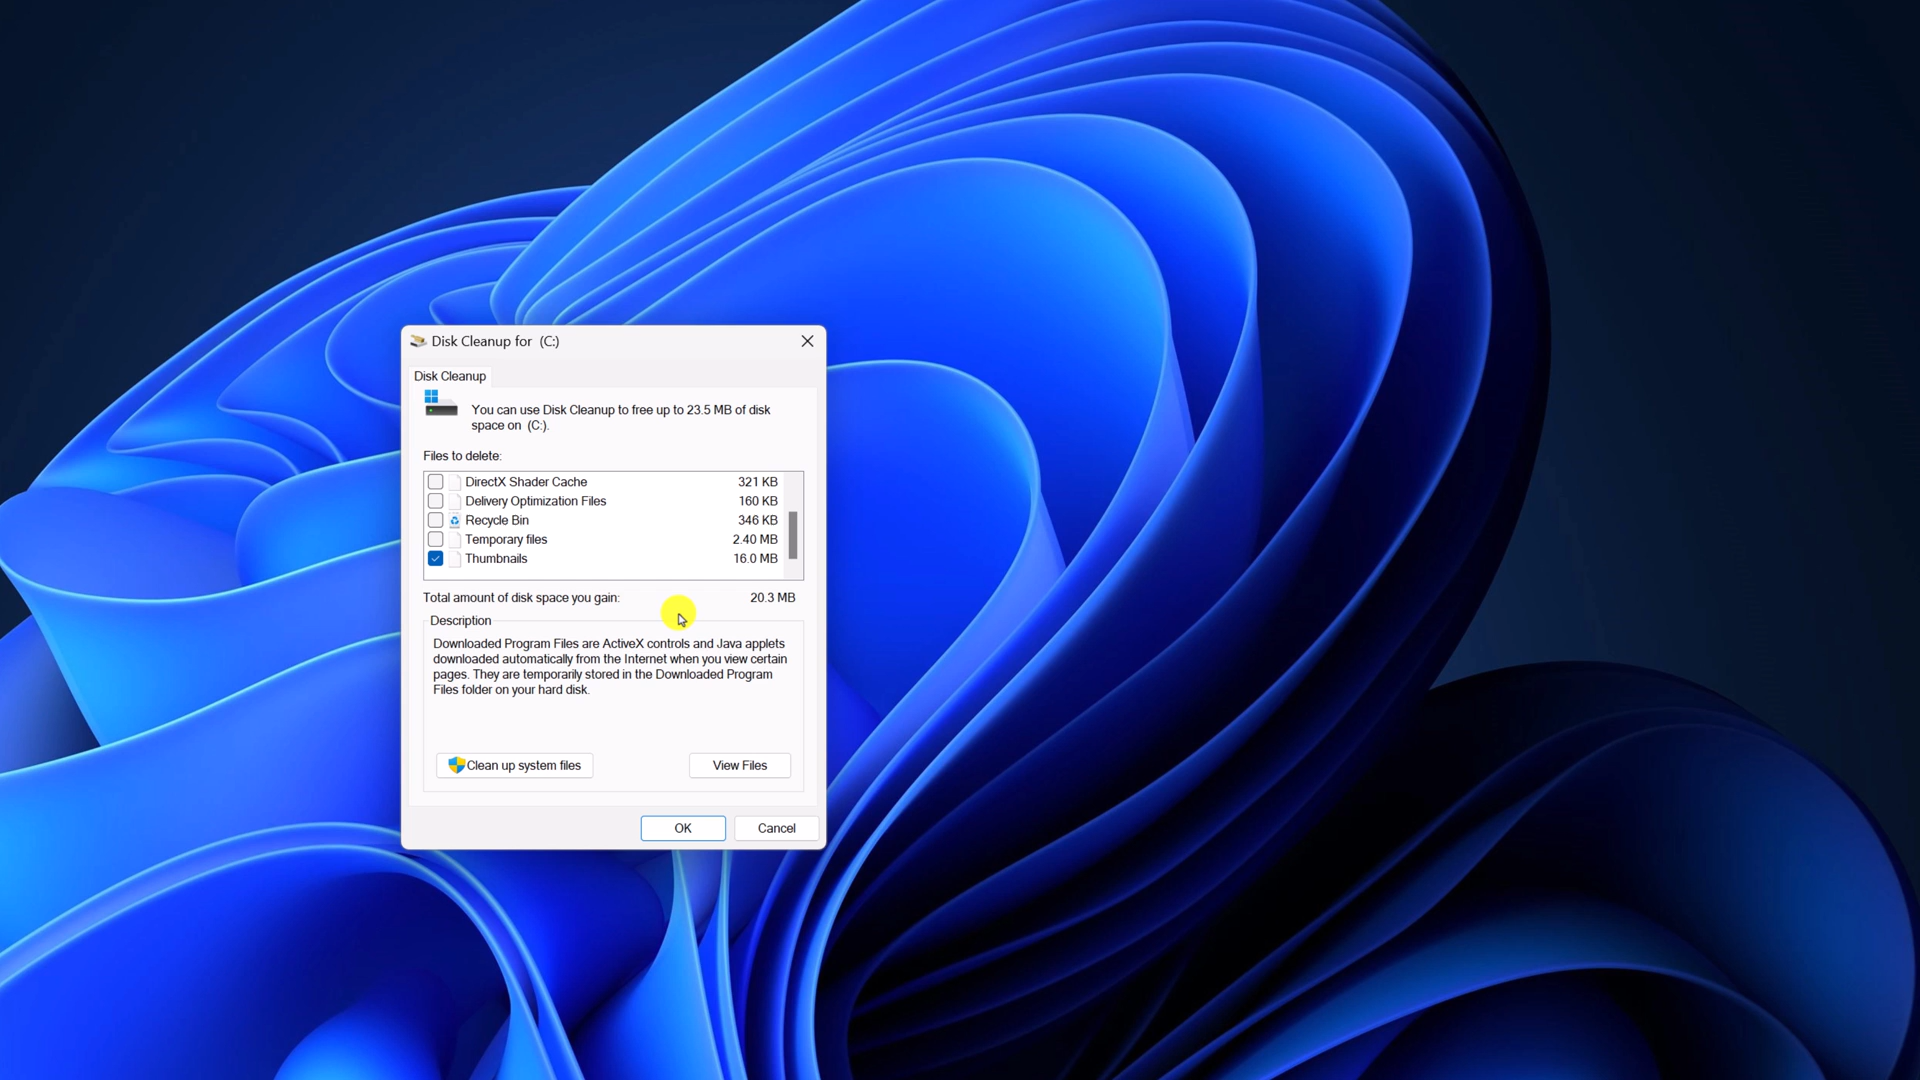 Disk Cleanup for  (C:)
Disk Cleanup
You can use Disk Cleanup to free up to 23.5 MB of disk
space on  (C:).
Files to delete:
DirectX Shader Cache 321 KB
Delivery Optimization Files 160 KB
Recycle Bin 346 KB
Temporary files 2.40 MB
Thumbnails 16.0 MB
Total amount of disk space you gain: 20.3 MB
Description
Downloaded Program Files are ActiveX controls and Java applets
downloaded automatically from the Internet when you view certain
pages. They are temporarily stored in the Downloaded Program
Files folder on your hard disk.
Clean up system files View Files
OK Cancel